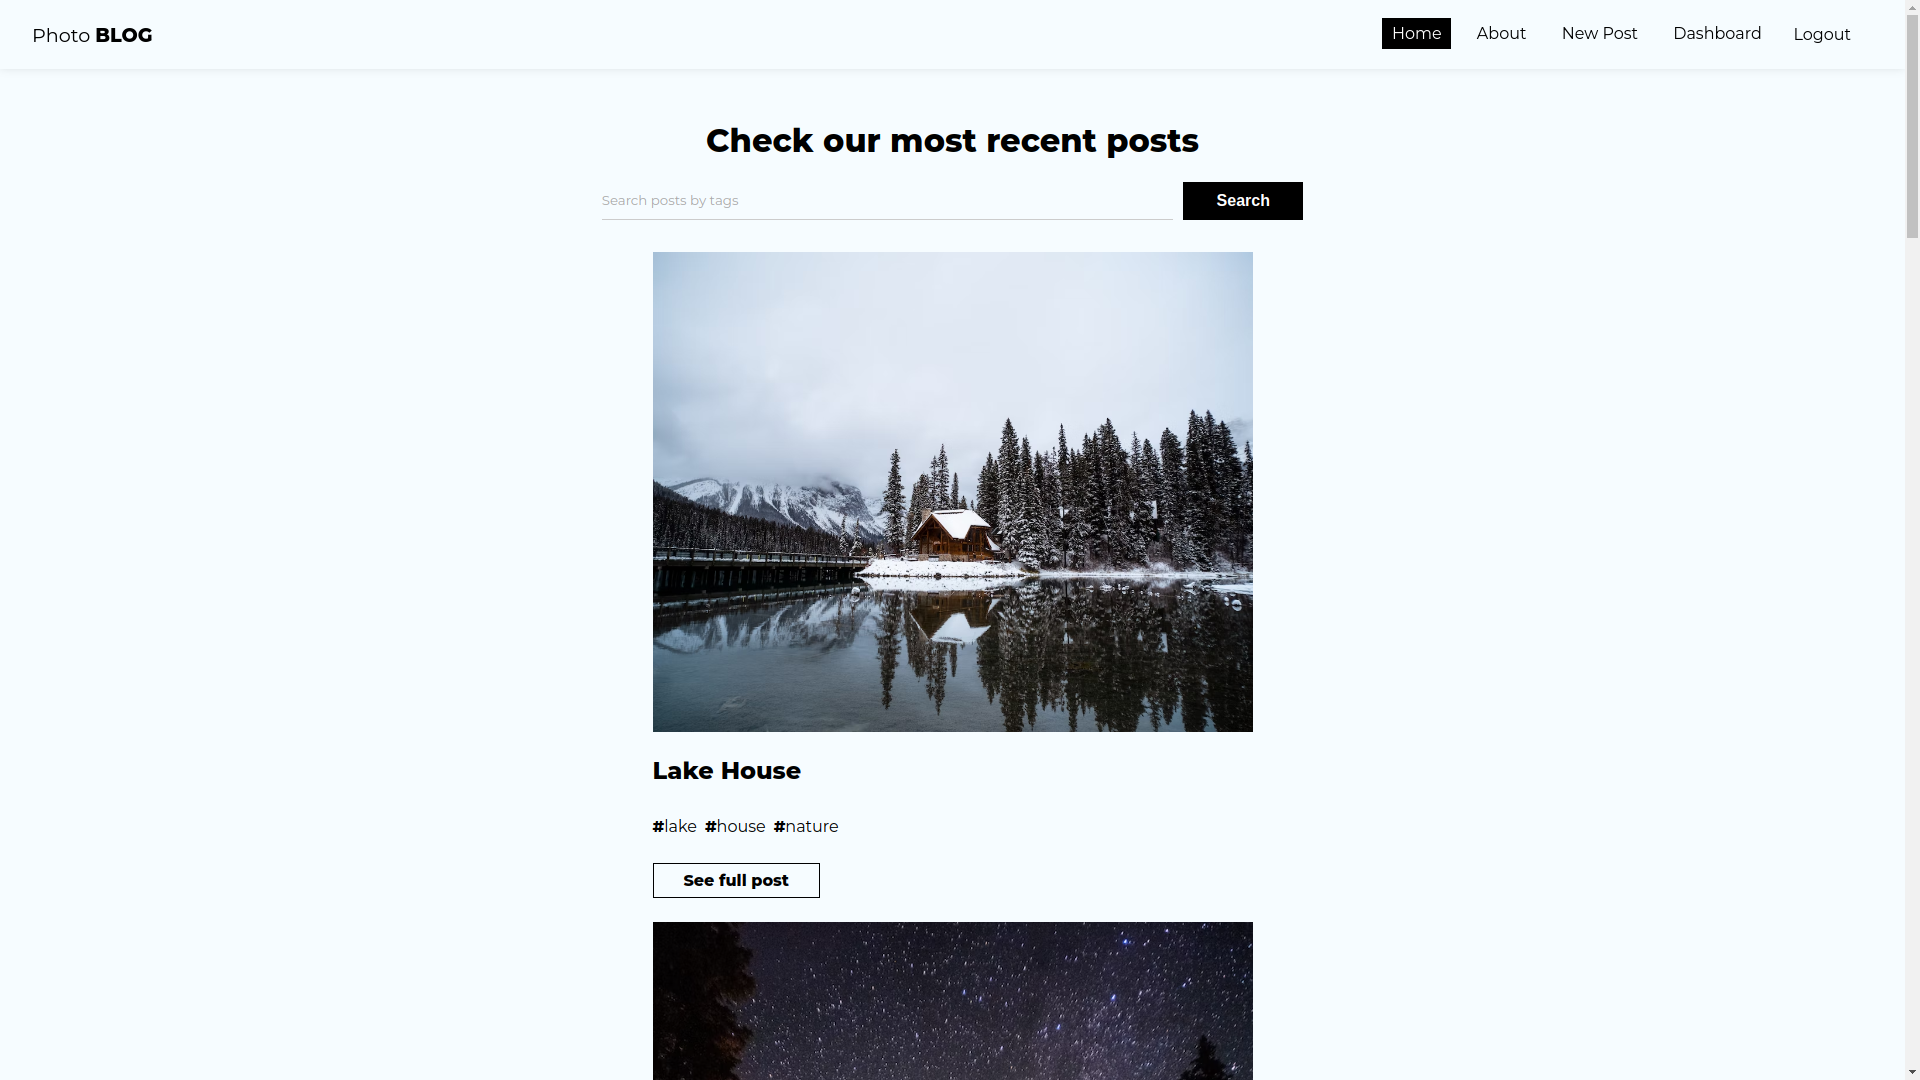 Photo BLOG
Home About New Post Dashboard Logout
Check our most recent posts
Search posts by tags Search
Lake House
#lake #house #nature
See full post